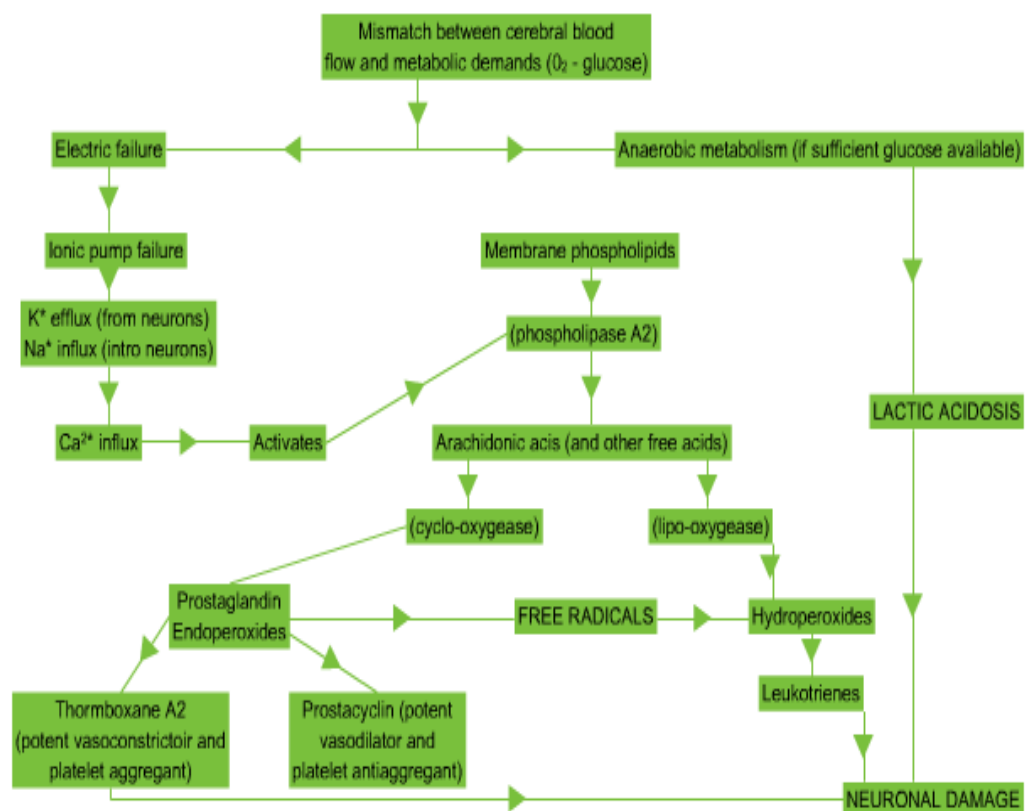 Mismatch between cerebral blood
flow and metabolic demands (0₂ - glucose)
Electric failure
Anaerobic metabolism (if sufficient glucose available)
Ionic pump failure
Membrane phospholipids
K* efflux (from neurons)
Na* influx (intro neurons)
(phospholipase A2)
LACTIC ACIDOSIS
Ca²* influx
Activates
Arachidonic acis (and other free acids)
(cyclo-oxygease)
(lipo-oxygease)
Prostaglandin
Endoperoxides
FREE RADICALS
Hydroperoxides
Leukotrienes
Thormboxane A2
(potent vasoconstrictoir and
platelet aggregant)
Prostacyclin (potent
vasodilator and
platelet antiaggregant)
NEURONAL DAMAGE